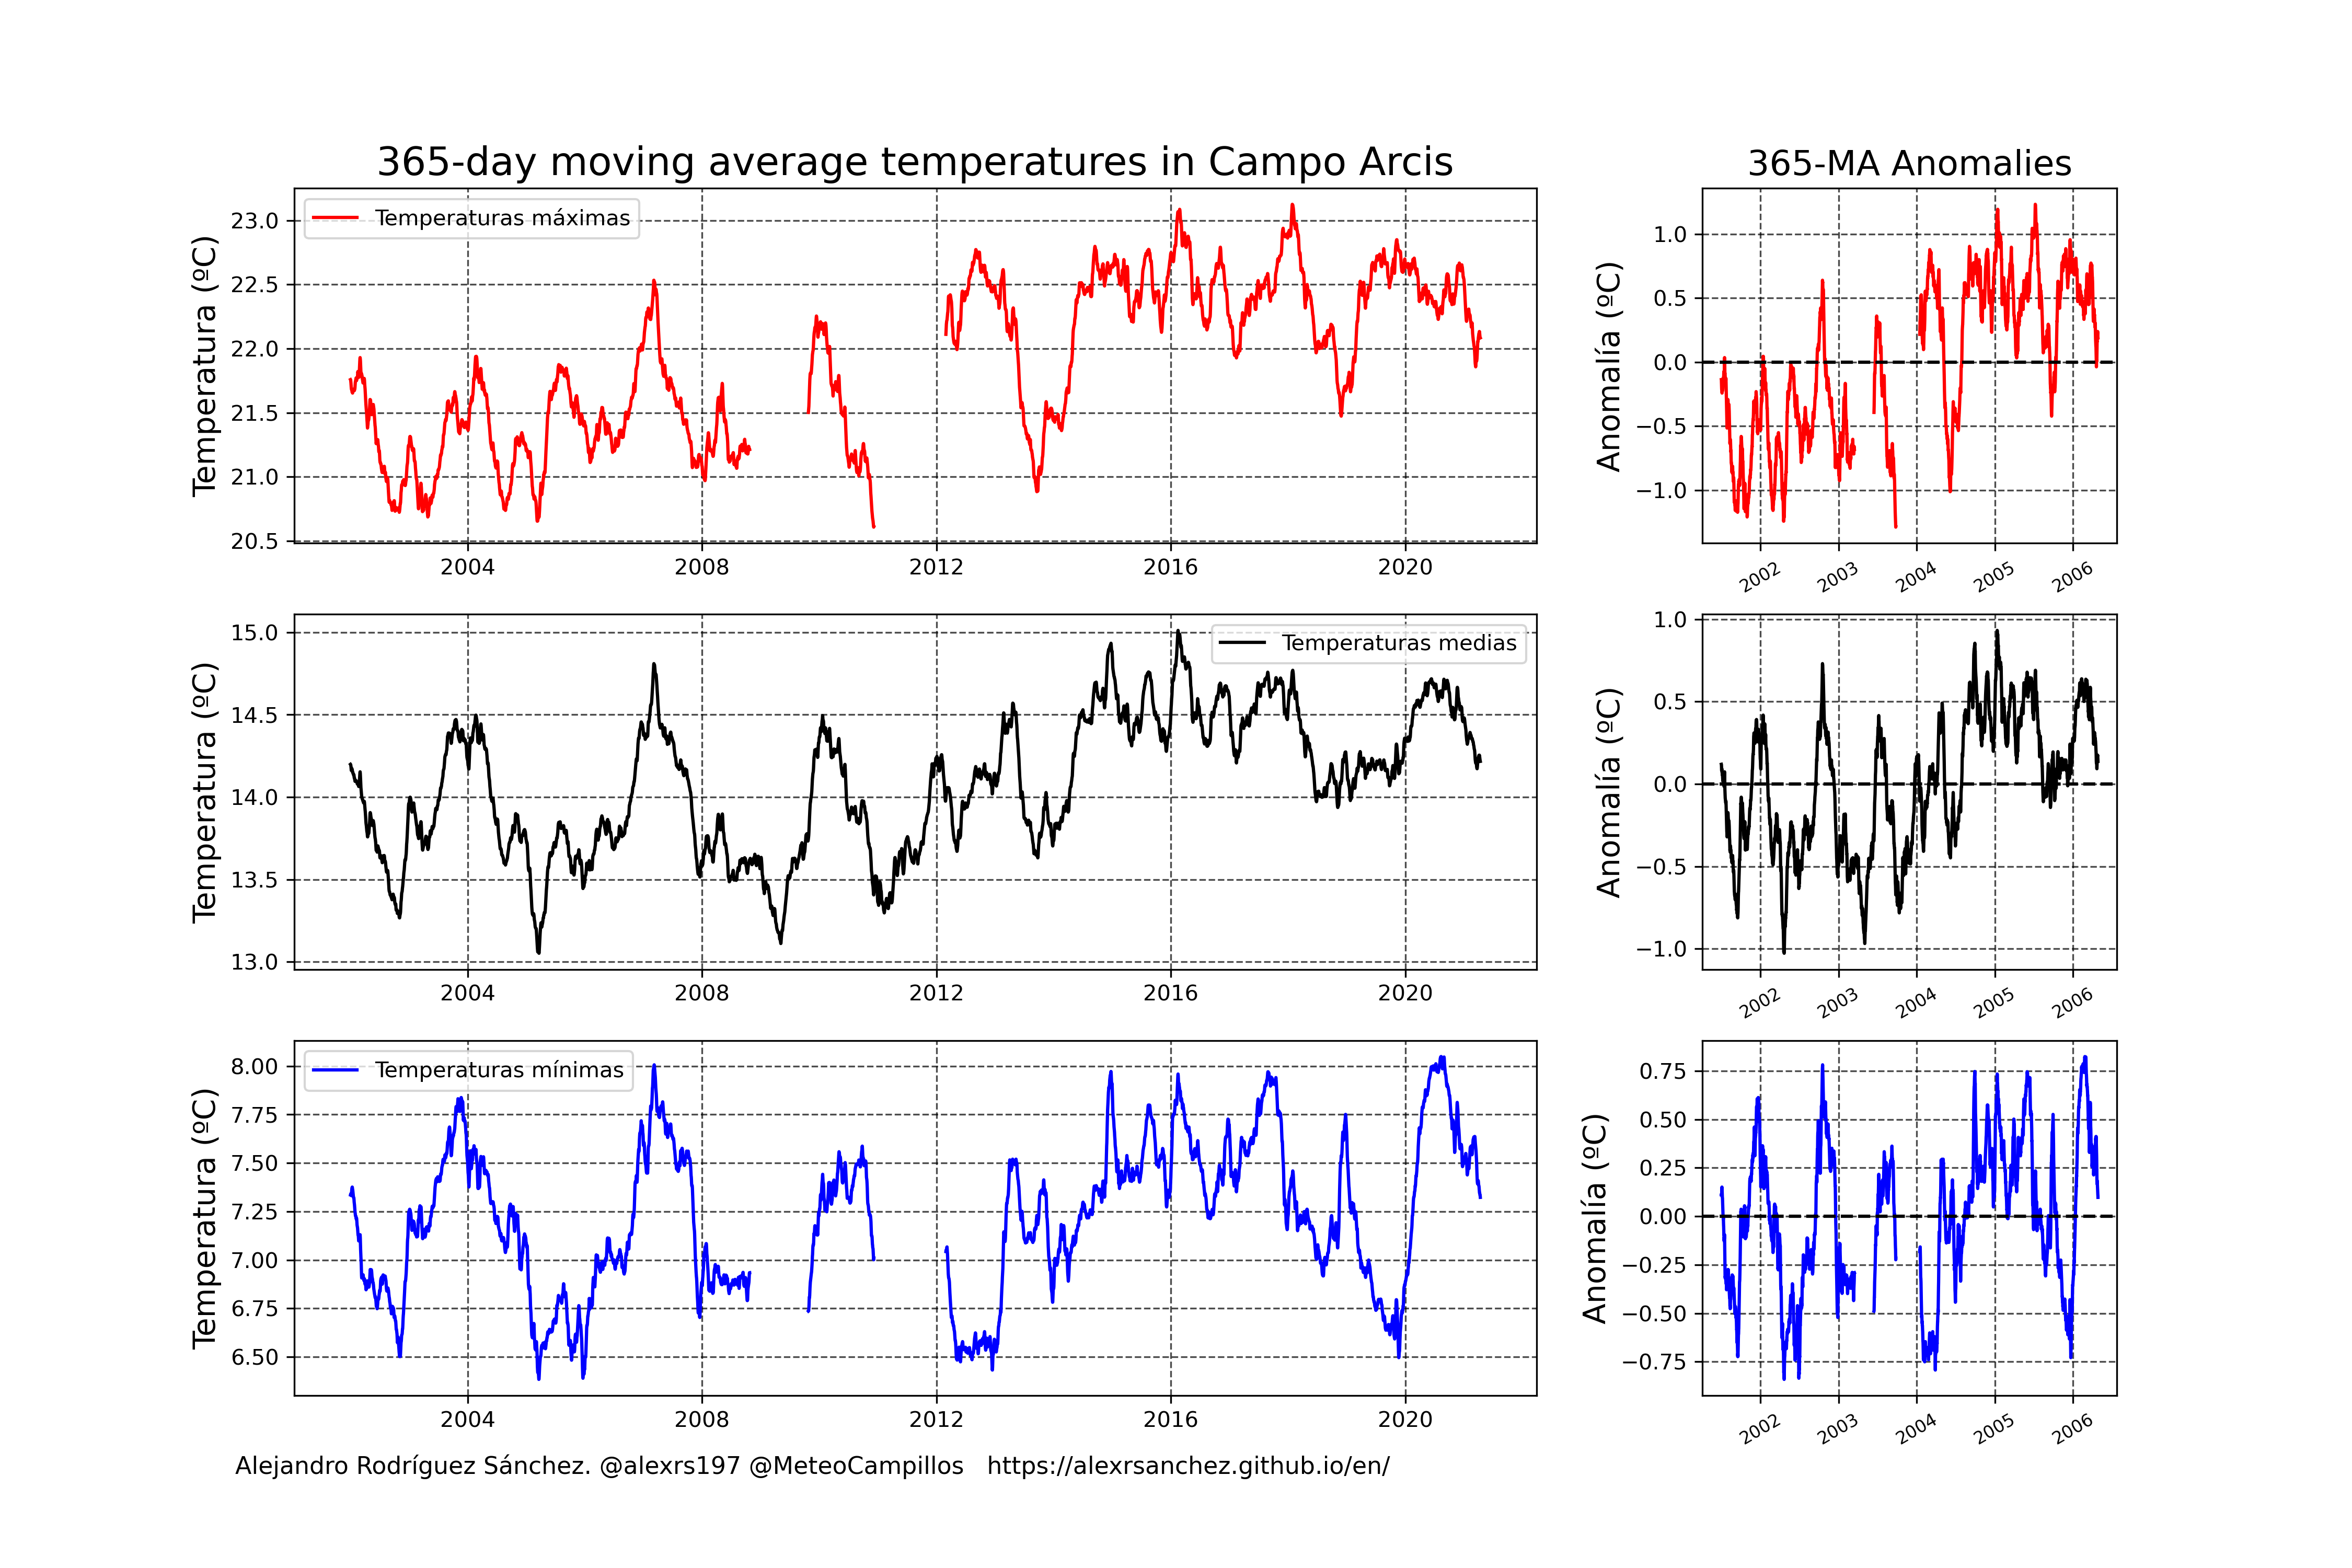 365-day moving average temperatures in Campo Arcis
365-MA Anomalies
Temperatura (ºC)
23.0
22.5
22.0
21.5
21.0
20.5
Temperaturas máximas
2004 2008 2012 2016 2020
Anomalía (ºC)
1.0
0.5
0.0
−0.5
−1.0
2002 2003 2004 2005 2006
Temperatura (ºC)
15.0
14.5
14.0
13.5
13.0
Temperaturas medias
2004 2008 2012 2016 2020
Anomalía (ºC)
1.0
0.5
0.0
−0.5
−1.0
2002 2003 2004 2005 2006
Temperatura (ºC)
8.00
7.75
7.50
7.25
7.00
6.75
6.50
Temperaturas mínimas
2004 2008 2012 2016 2020
Anomalía (ºC)
0.75
0.50
0.25
0.00
−0.25
−0.50
−0.75
2002 2003 2004 2005 2006
Alejandro Rodríguez Sánchez. @alexrs197 @MeteoCampillos https://alexrsanchez.github.io/en/